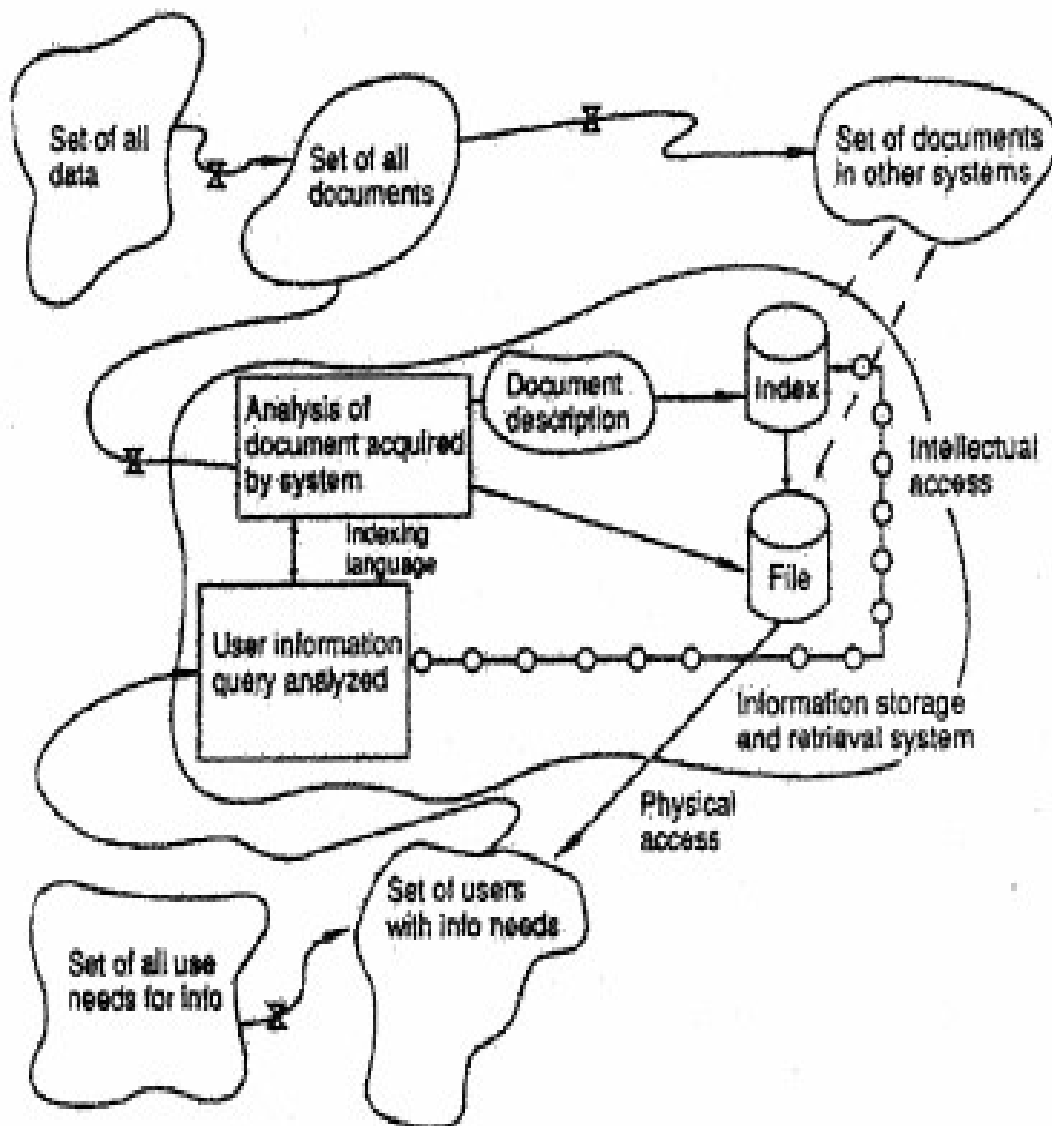 Set of all
data
Set of all
documents
Set of documents
in other systems
Analysis of
document acquired
by system
Document
description
Index
Intellectual
access
Indexing
language
File
User information
query analyzed
Information storage
and retrieval system
Physical
access
Set of users
with info needs
Set of all use
needs for info